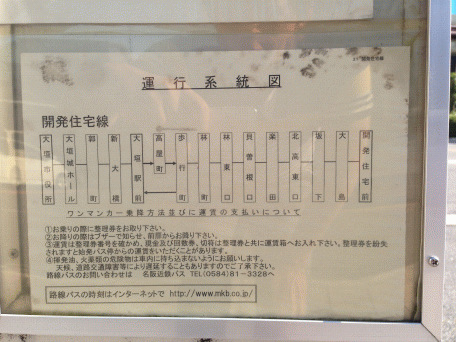 運行系統図
開発住宅線
大垣市役所
大垣城ホール
郭町
新大橋
大垣駅前
高屋町
歩行町
林町
林東口
貝曽根口
楽田
北高東口
坂下
大島
開発住宅前
ワンマンカー乗降方法並びに運賃の支払いについて
①お乗りの際に整理券をお取り下さい。
②お降りの際はブザーで知らせ、前扉からお降り下さい。
③運賃は整理券番号を確かめ、現金及び回数券、切符は整理券と共に運賃箱へお入れ下さい。整理券を紛失
されますと始発バス停からの運賃をいただくことがあります。
④揮発油、火薬類の危険物は車内に持ち込まないようにお願いします。
天候、道路交通障害等により遅延することもありますのでご了承下さい。
路線バスのお問い合わせは 名阪近鉄バス TEL(0584)81-3326へ
路線バスの時刻はインターネットで http://www.mkb.co.jp/